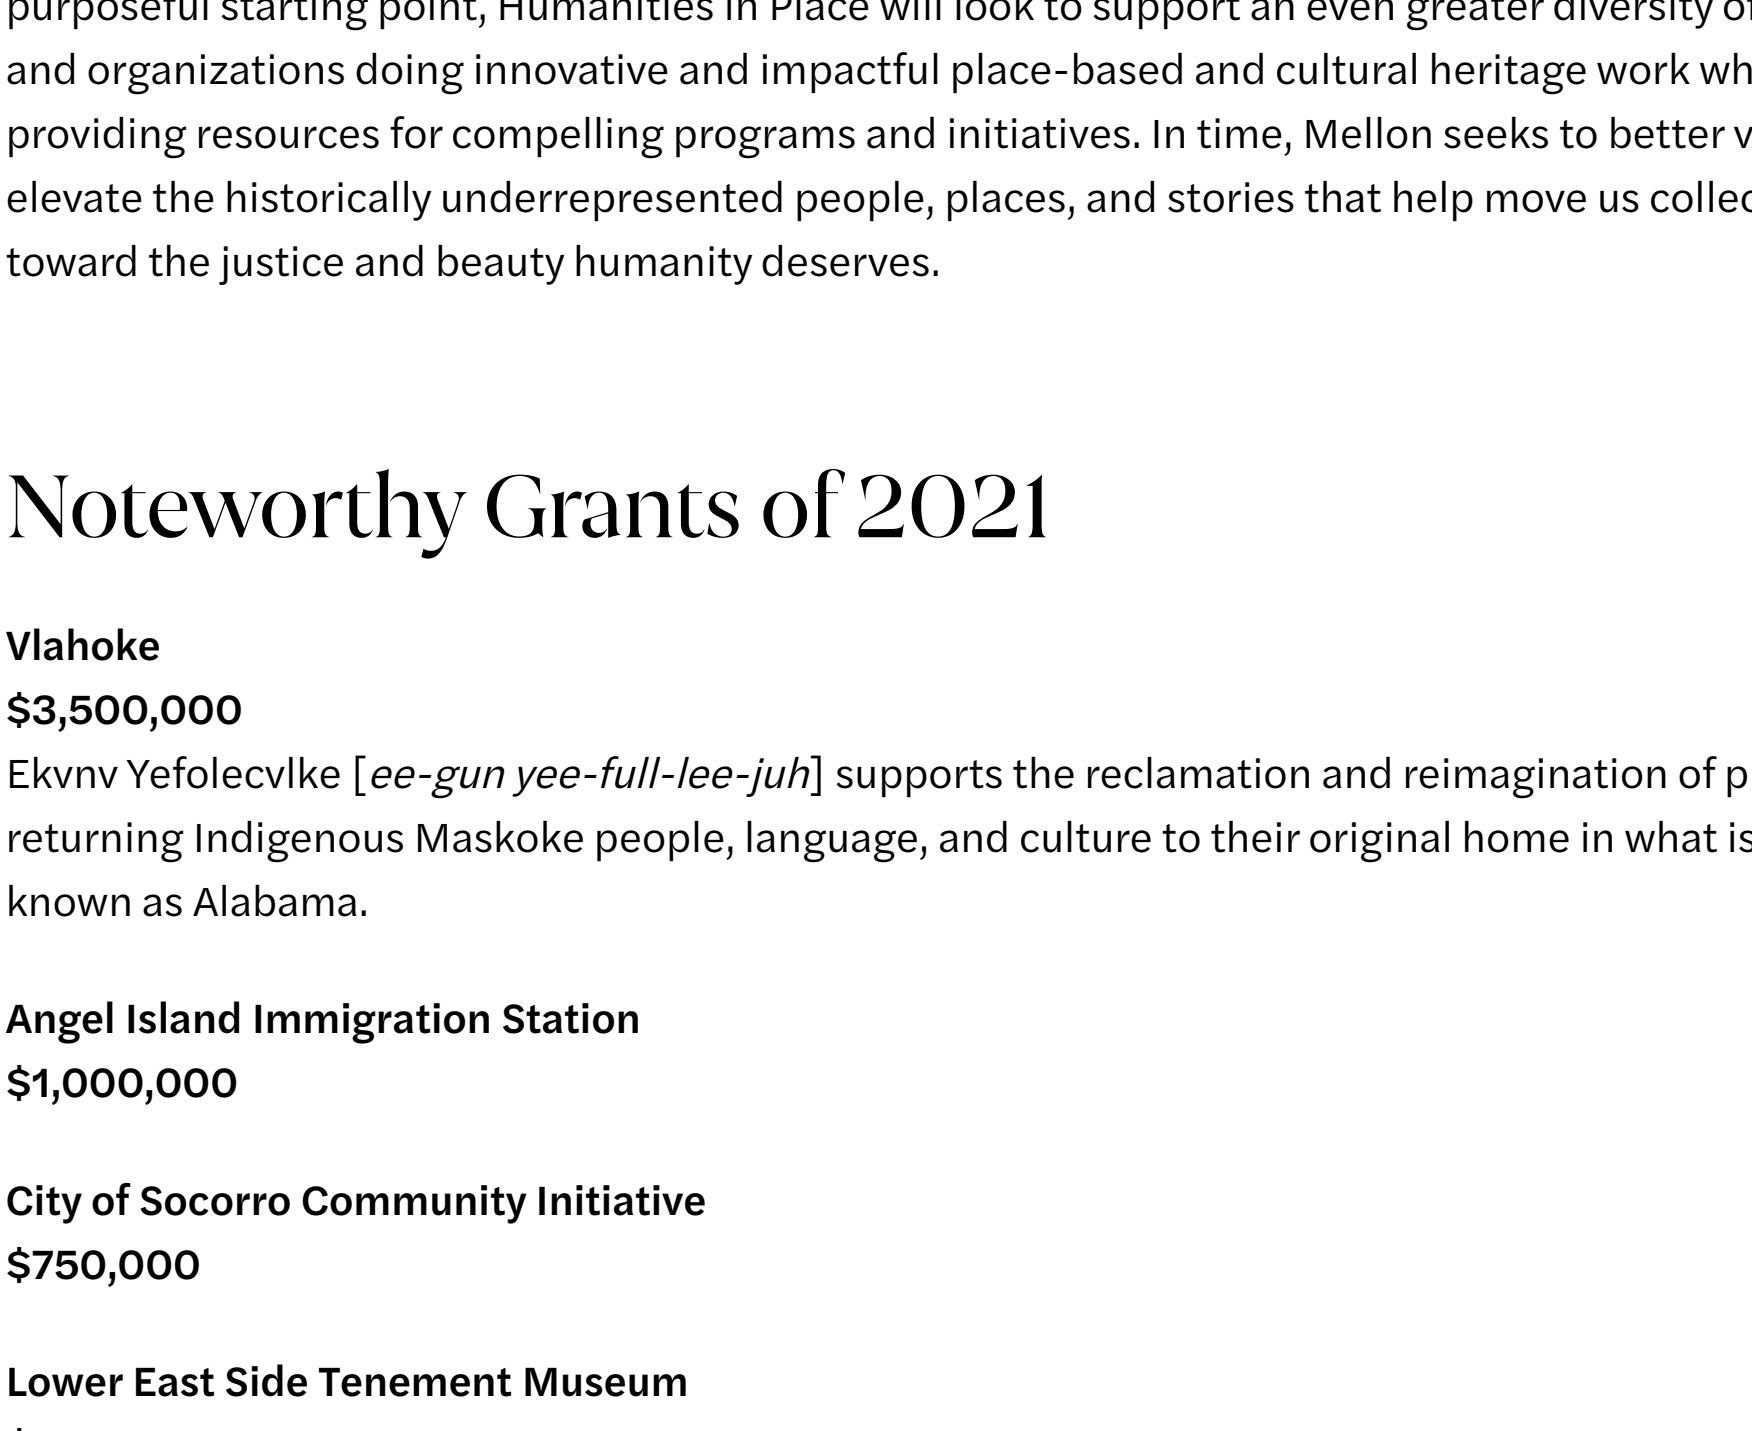 purposeful starting point, Humanities in Place will look to support an even greater diversity of
and organizations doing innovative and impactful place-based and cultural heritage work
providing resources for compelling programs and initiatives. In time, Mellon seeks to better
elevate the historically underrepresented people, places, and stories that help move us
toward the justice and beauty humanity deserves.
Noteworthy Grants of 2021
Vlahoke
$3,500,000
Ekvnv Yefolecvlke [ee-gun yee-full-lee-juh] supports the reclamation and reimagination of
returning Indigenous Maskoke people, language, and culture to their original home in what is
known as Alabama.
Angel Island Immigration Station
$1,000,000
City of Socorro Community Initiative
$750,000
Lower East Side Tenement Museum